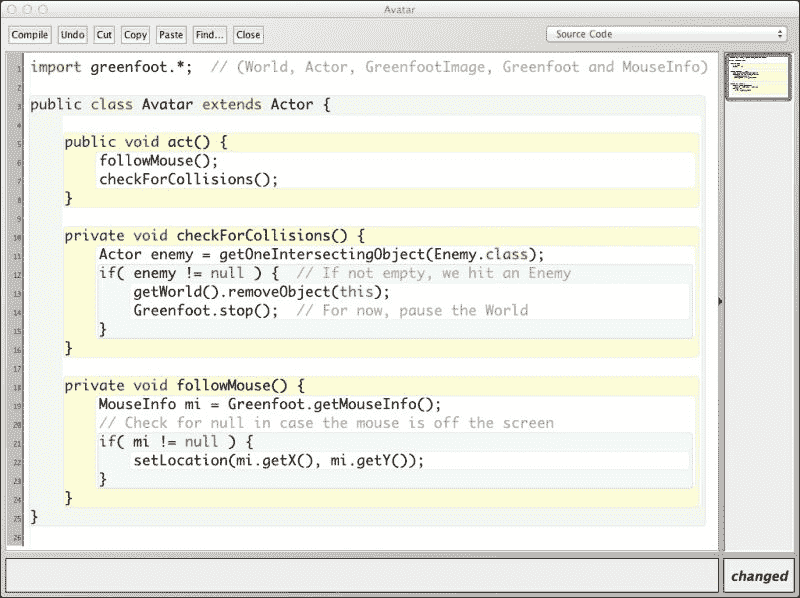 Avatar
Compile Undo Cut Copy Paste Find... Close Source Code
1 import greenfoot.*;  // (World, Actor, GreenfootImage, Greenfoot and MouseInfo)
2
3 public class Avatar extends Actor {
4
5     public void act() {
6         followMouse();
7         checkForCollisions();
8     }
9
10     private void checkForCollisions() {
11         Actor enemy = getOneIntersectingObject(Enemy.class);
12         if( enemy != null ) {  // If not empty, we hit an Enemy
13             getWorld().removeObject(this);
14             Greenfoot.stop();  // For now, pause the World
15         }
16     }
17
18     private void followMouse() {
19         MouseInfo mi = Greenfoot.getMouseInfo();
20         // Check for null in case the mouse is off the screen
21         if( mi != null ) {
22             setLocation(mi.getX(), mi.getY());
23         }
24     }
25 }
26
changed